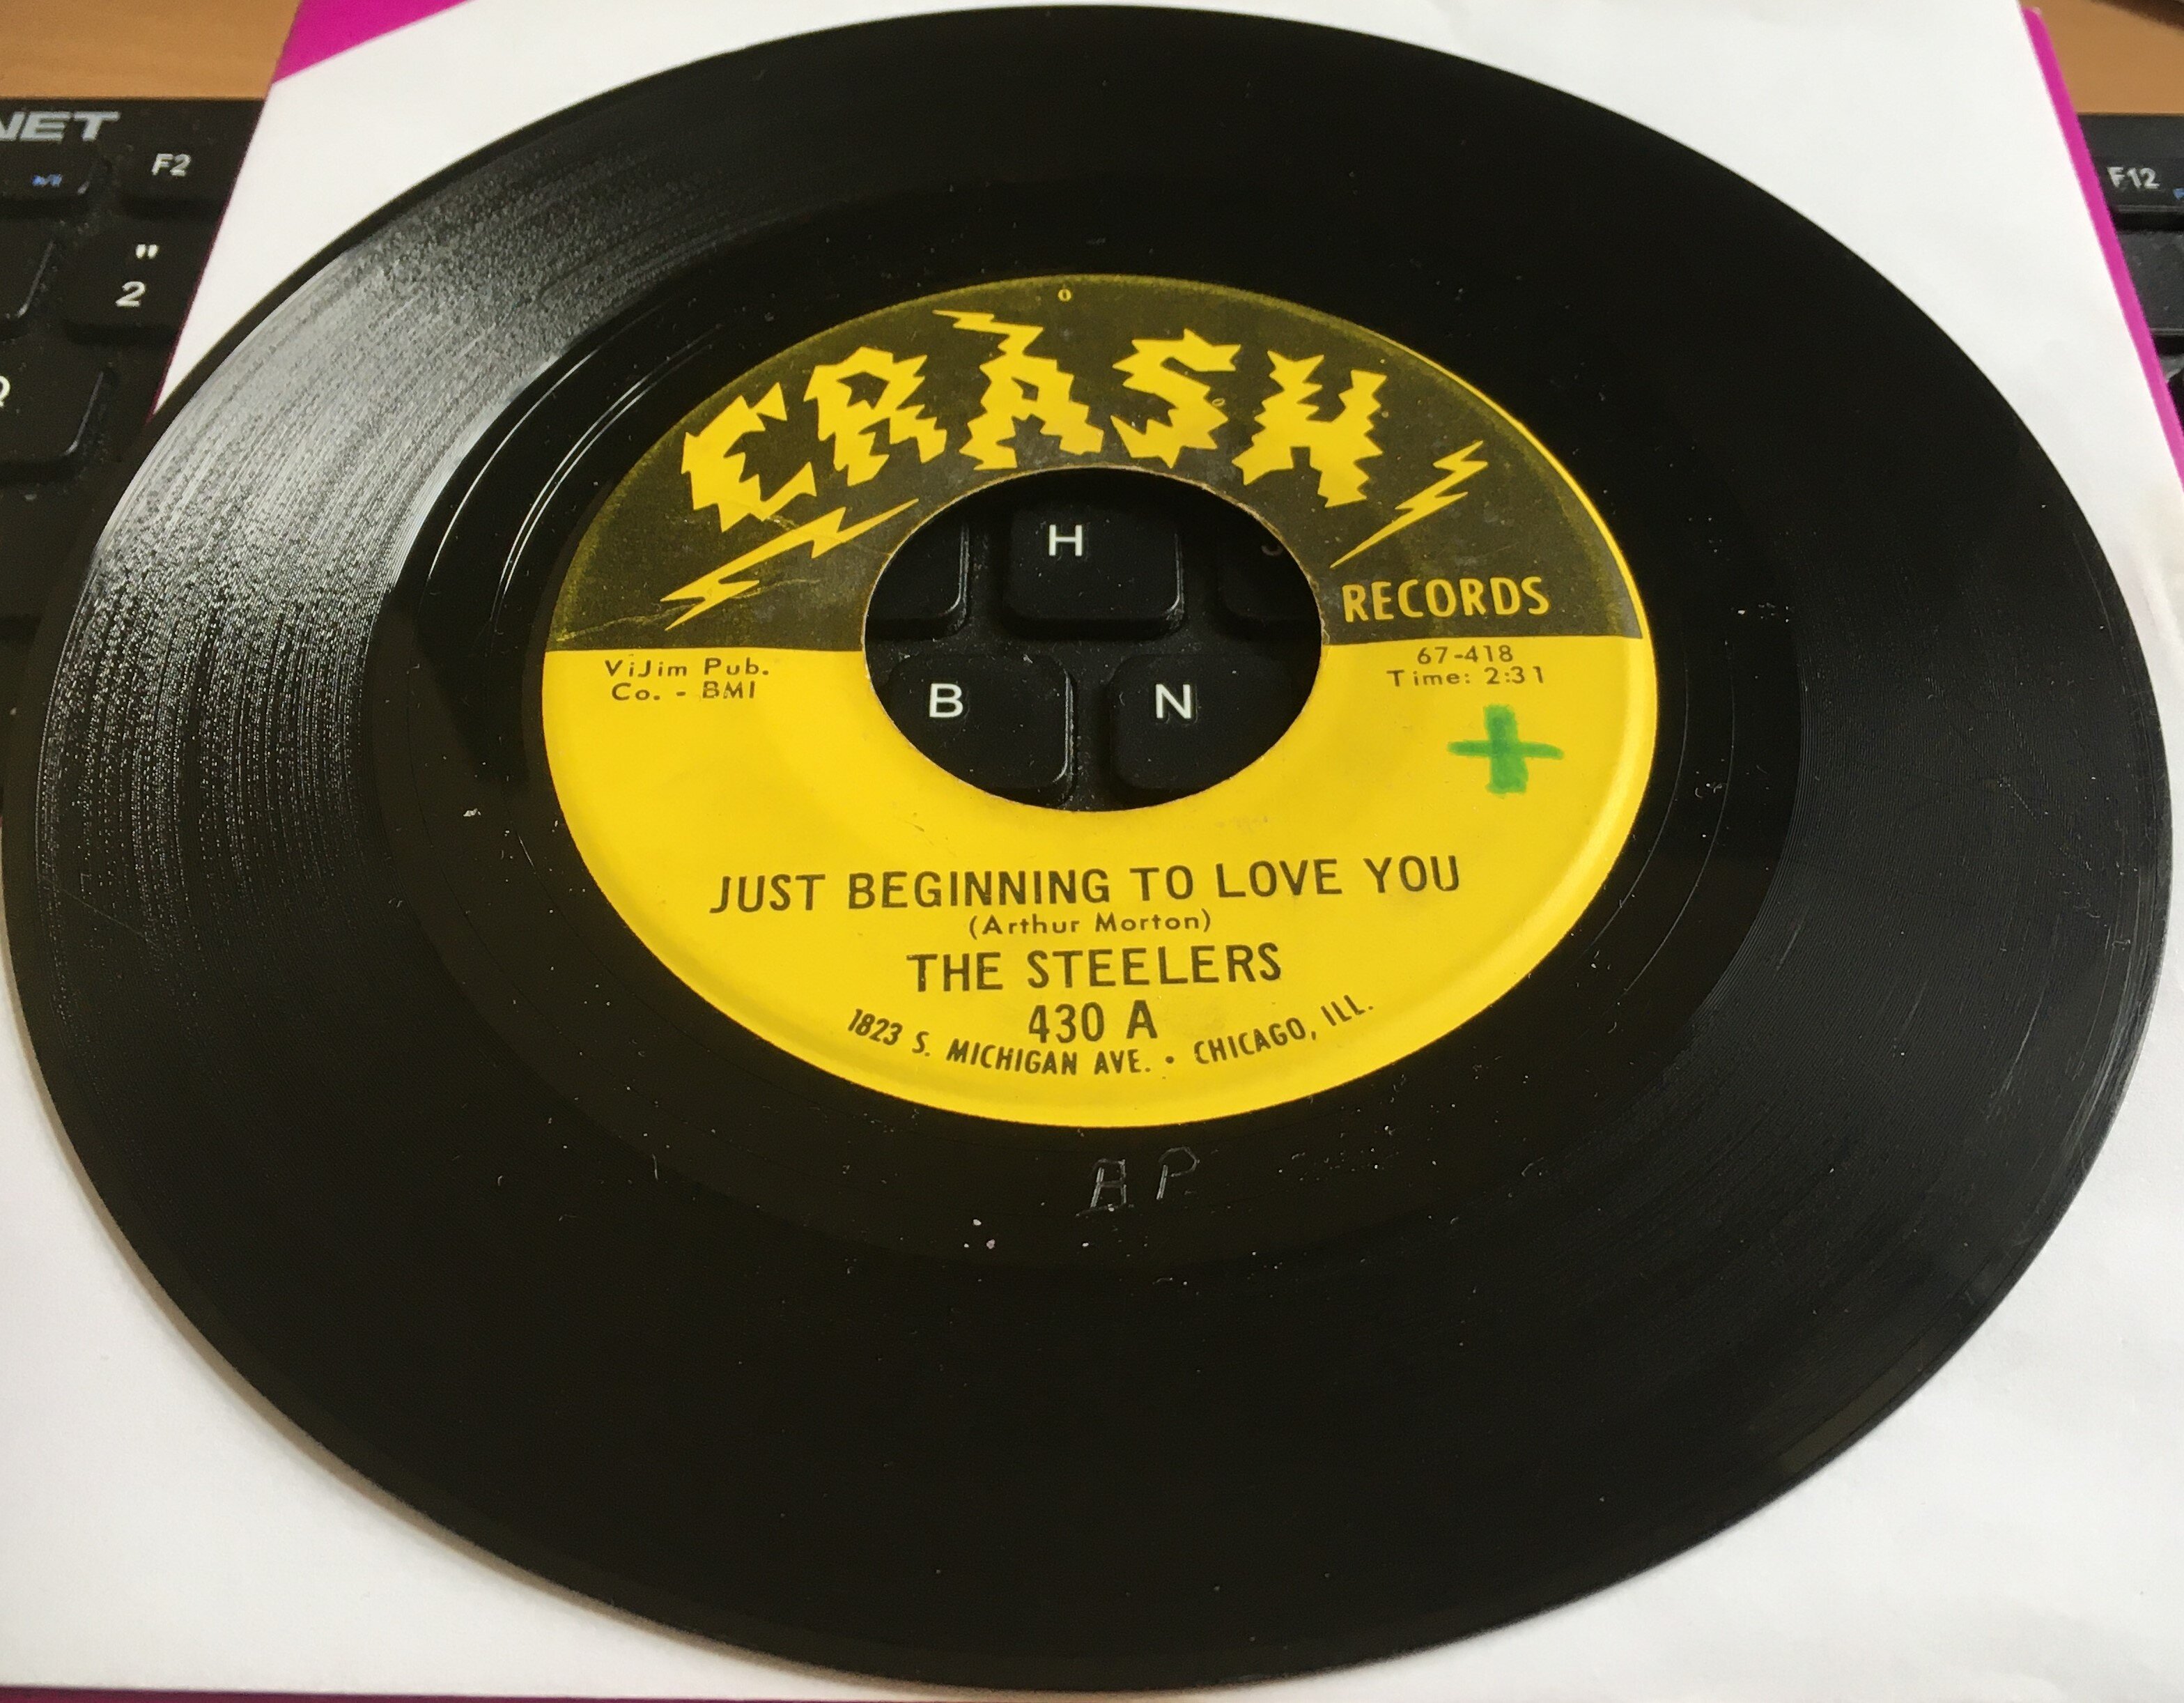 NET
F2
F12
"
2
CRASH
H
RECORDS
ViJim Pub.
Co. - BMI
67-418
Time: 2:31
B
N
+
JUST BEGINNING TO LOVE YOU
(Arthur Morton)
THE STEELERS
430 A
1823 S. MICHIGAN AVE. • CHICAGO, ILL.
AP